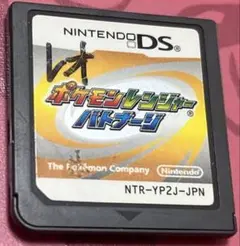 NINTENDO DS™
レオ
ポケモンレンジャー®
バトナージ
The Pokémon Company
Nintendo®
NTR-YP2J-JPN